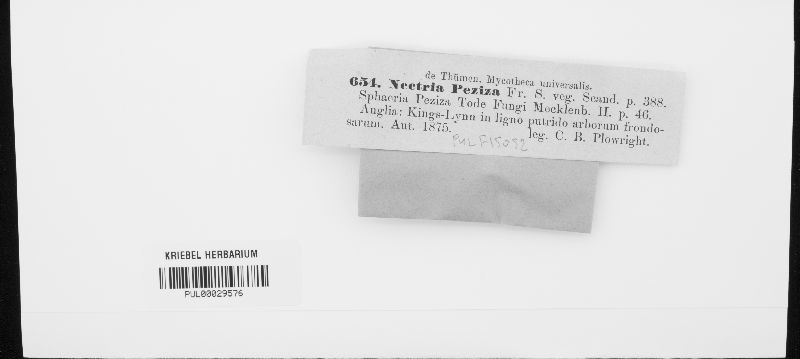 de Thümen, Mycotheca universalis.
654. Nectria Peziza Fr. S. veg. Scand. p. 388.
Sphaeria Peziza Tode Fungi Mecklenb. II. p. 46.
Anglia: Kings-Lynn in ligno putrido arborum frondo-
sarum. Aut. 1875. leg. C. B. Plowright.
PUL F15092
KRIEBEL HERBARIUM
PUL00029576